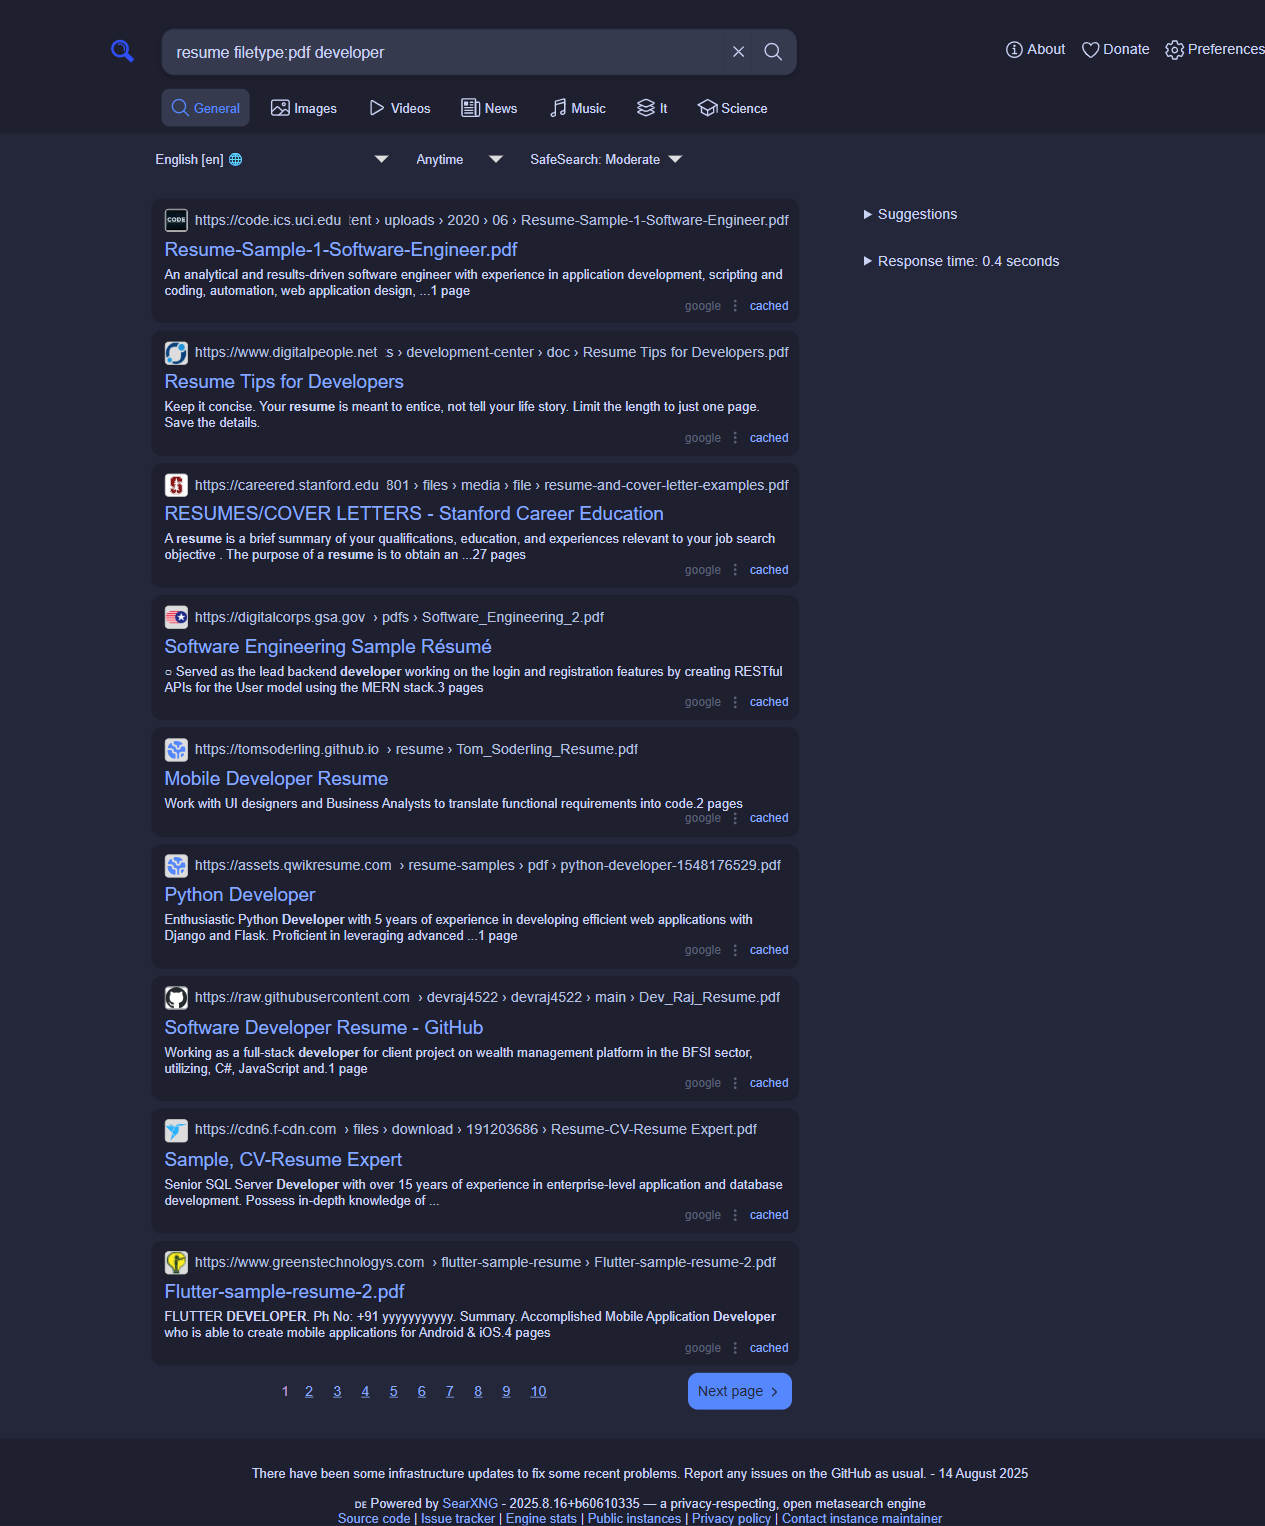 resume filetype:pdf developer
About Donate Preferences
General Images Videos News Music It Science
English [en] 🌐 Anytime SafeSearch: Moderate
CODE https://code.ics.uci.edu tent › uploads › 2020 › 06 › Resume-Sample-1-Software-Engineer.pdf
Resume-Sample-1-Software-Engineer.pdf
An analytical and results-driven software engineer with experience in application development, scripting and
coding, automation, web application design, ...1 page
google ⋮ cached
https://www.digitalpeople.net :s › development-center › doc › Resume Tips for Developers.pdf
Resume Tips for Developers
Keep it concise. Your resume is meant to entice, not tell your life story. Limit the length to just one page.
Save the details.
google ⋮ cached
https://careered.stanford.edu 801 › files › media › file › resume-and-cover-letter-examples.pdf
RESUMES/COVER LETTERS - Stanford Career Education
A resume is a brief summary of your qualifications, education, and experiences relevant to your job search
objective . The purpose of a resume is to obtain an ...27 pages
google ⋮ cached
https://digitalcorps.gsa.gov › pdfs › Software_Engineering_2.pdf
Software Engineering Sample Résumé
○ Served as the lead backend developer working on the login and registration features by creating RESTful
APIs for the User model using the MERN stack.3 pages
google ⋮ cached
https://tomsoderling.github.io › resume › Tom_Soderling_Resume.pdf
Mobile Developer Resume
Work with UI designers and Business Analysts to translate functional requirements into code.2 pages
google ⋮ cached
https://assets.qwikresume.com › resume-samples › pdf › python-developer-1548176529.pdf
Python Developer
Enthusiastic Python Developer with 5 years of experience in developing efficient web applications with
Django and Flask. Proficient in leveraging advanced ...1 page
google ⋮ cached
https://raw.githubusercontent.com › devraj4522 › devraj4522 › main › Dev_Raj_Resume.pdf
Software Developer Resume - GitHub
Working as a full-stack developer for client project on wealth management platform in the BFSI sector,
utilizing, C#, JavaScript and.1 page
google ⋮ cached
https://cdn6.f-cdn.com › files › download › 191203686 › Resume-CV-Resume Expert.pdf
Sample, CV-Resume Expert
Senior SQL Server Developer with over 15 years of experience in enterprise-level application and database
development. Possess in-depth knowledge of ...
google ⋮ cached
https://www.greenstechnologys.com › flutter-sample-resume › Flutter-sample-resume-2.pdf
Flutter-sample-resume-2.pdf
FLUTTER DEVELOPER. Ph No: +91 yyyyyyyyyyy. Summary. Accomplished Mobile Application Developer
who is able to create mobile applications for Android & iOS.4 pages
google ⋮ cached
1 2 3 4 5 6 7 8 9 10 Next page
Suggestions
Response time: 0.4 seconds
There have been some infrastructure updates to fix some recent problems. Report any issues on the GitHub as usual. - 14 August 2025
DE Powered by SearXNG - 2025.8.16+b60610335 — a privacy-respecting, open metasearch engine
Source code | Issue tracker | Engine stats | Public instances | Privacy policy | Contact instance maintainer